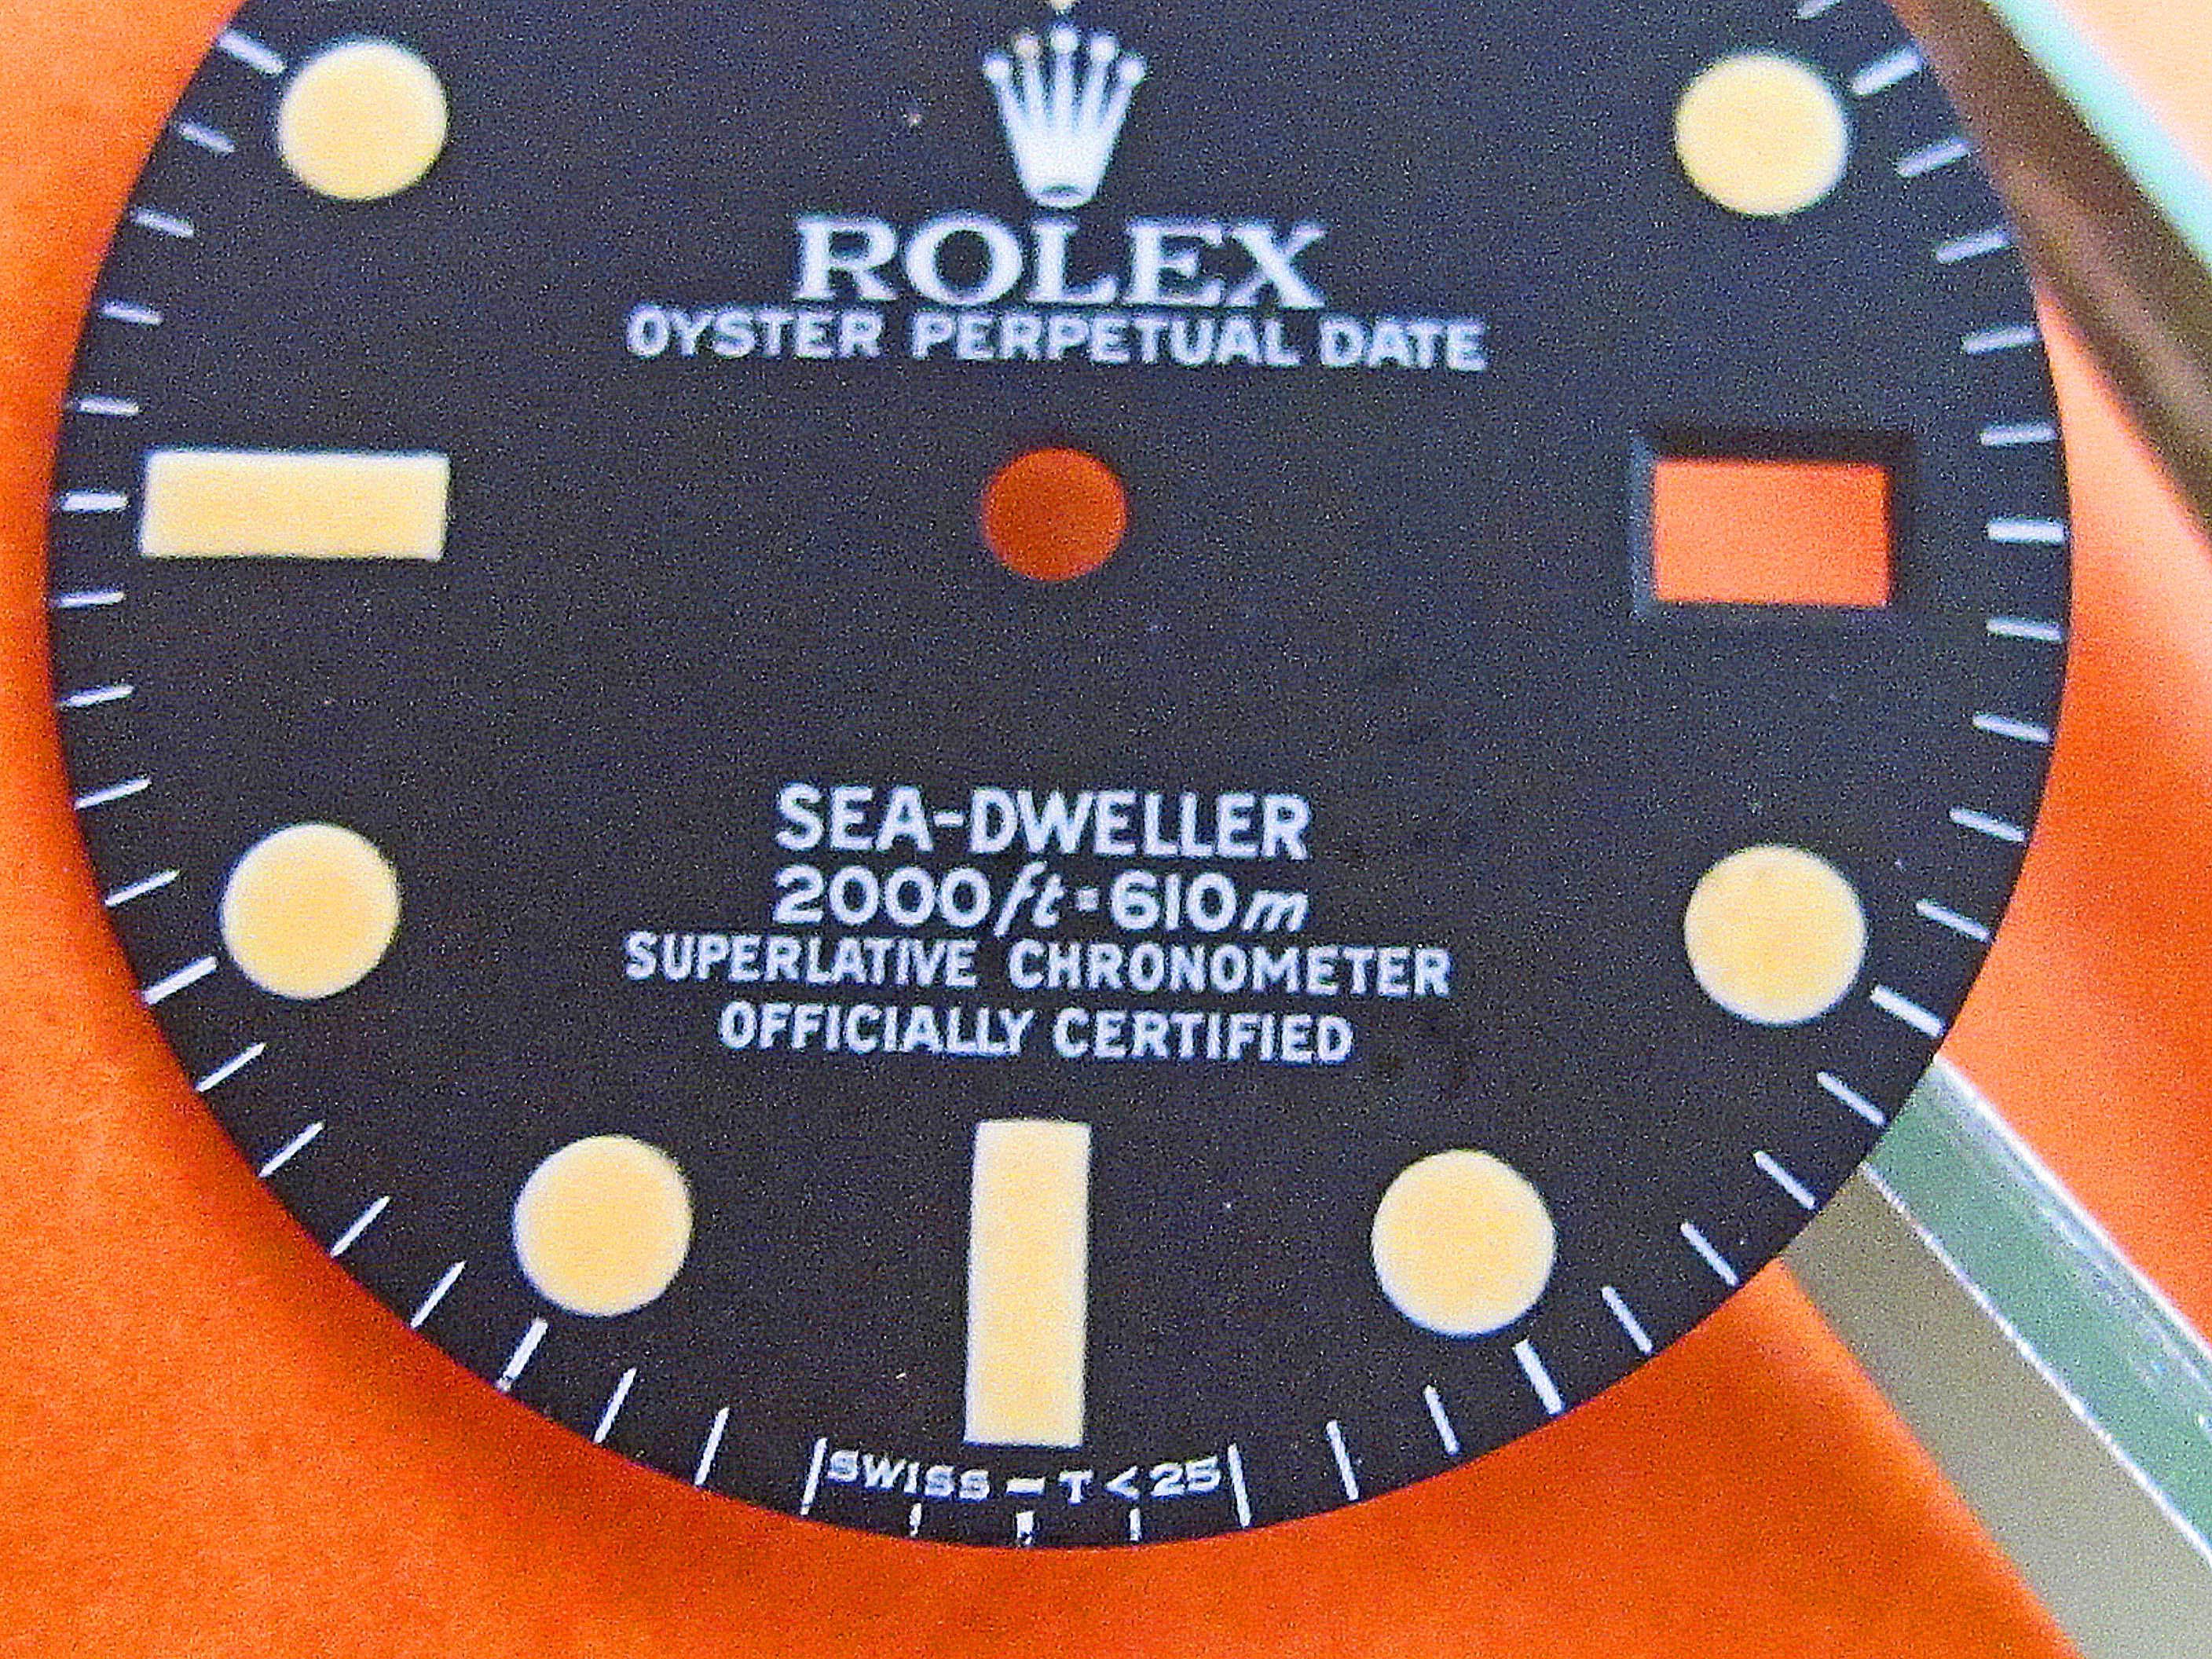 ROLEX
OYSTER PERPETUAL DATE
SEA-DWELLER
2000ft=610m
SUPERLATIVE CHRONOMETER
OFFICIALLY CERTIFIED
SWISS - T < 25